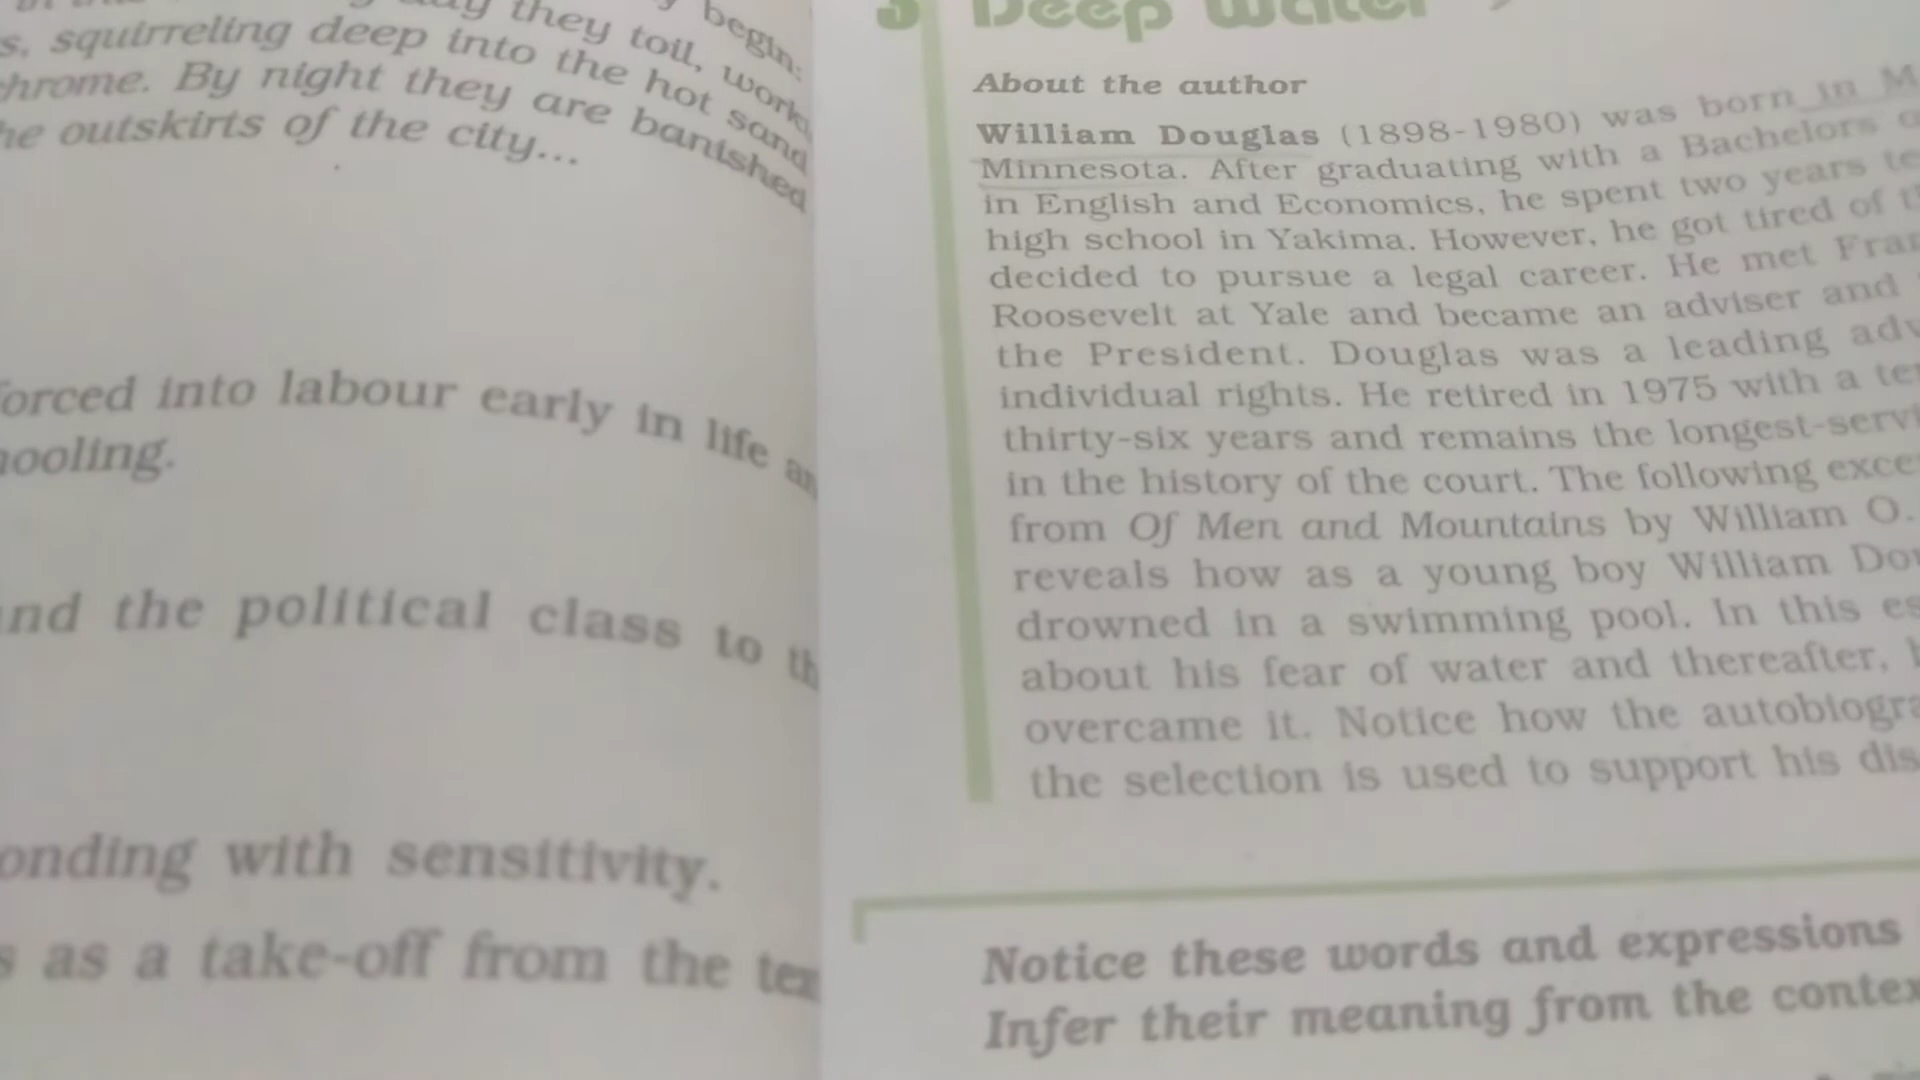 they toil,
begin.
squirreling deep into the hot sand
chrome. By night they are banished
outskirts of the city...
forced into labour early in life
and the political class to
with sensitivity.
as a take-off from the
3 Deep Water
About the author
William Douglas (1898-1980) was born in
Minnesota. After graduating with a Bachelors
in English and Economics, he spent two years
high school in Yakima. However, he got tired of
decided to pursue a legal career. He met
Roosevelt at Yale and became an adviser and
the President. Douglas was a leading
individual rights. He retired in 1975 with a
thirty-six years and remains the
in the history of the court. The following
from Of Men and Mountains by William O.
reveals how as a young boy William
drowned in a swimming pool. In this
about his fear of water and thereafter,
overcame it. Notice how the
the selection is used to support his
Notice these words and expressions
Infer their meaning from the